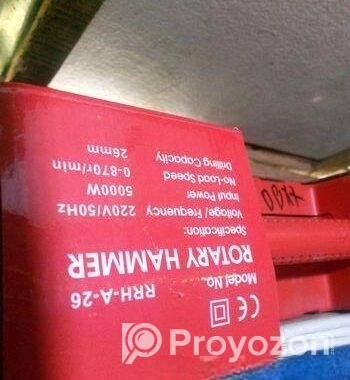 CE
Model.No. RRH-A-26
ROTARY HAMMER
Specification:
Voltage/ Frequency 220V/50Hz
Input Power 5000W
No-Load Speed 0-870r/min
Drilling Capacity 26mm
Proyozon